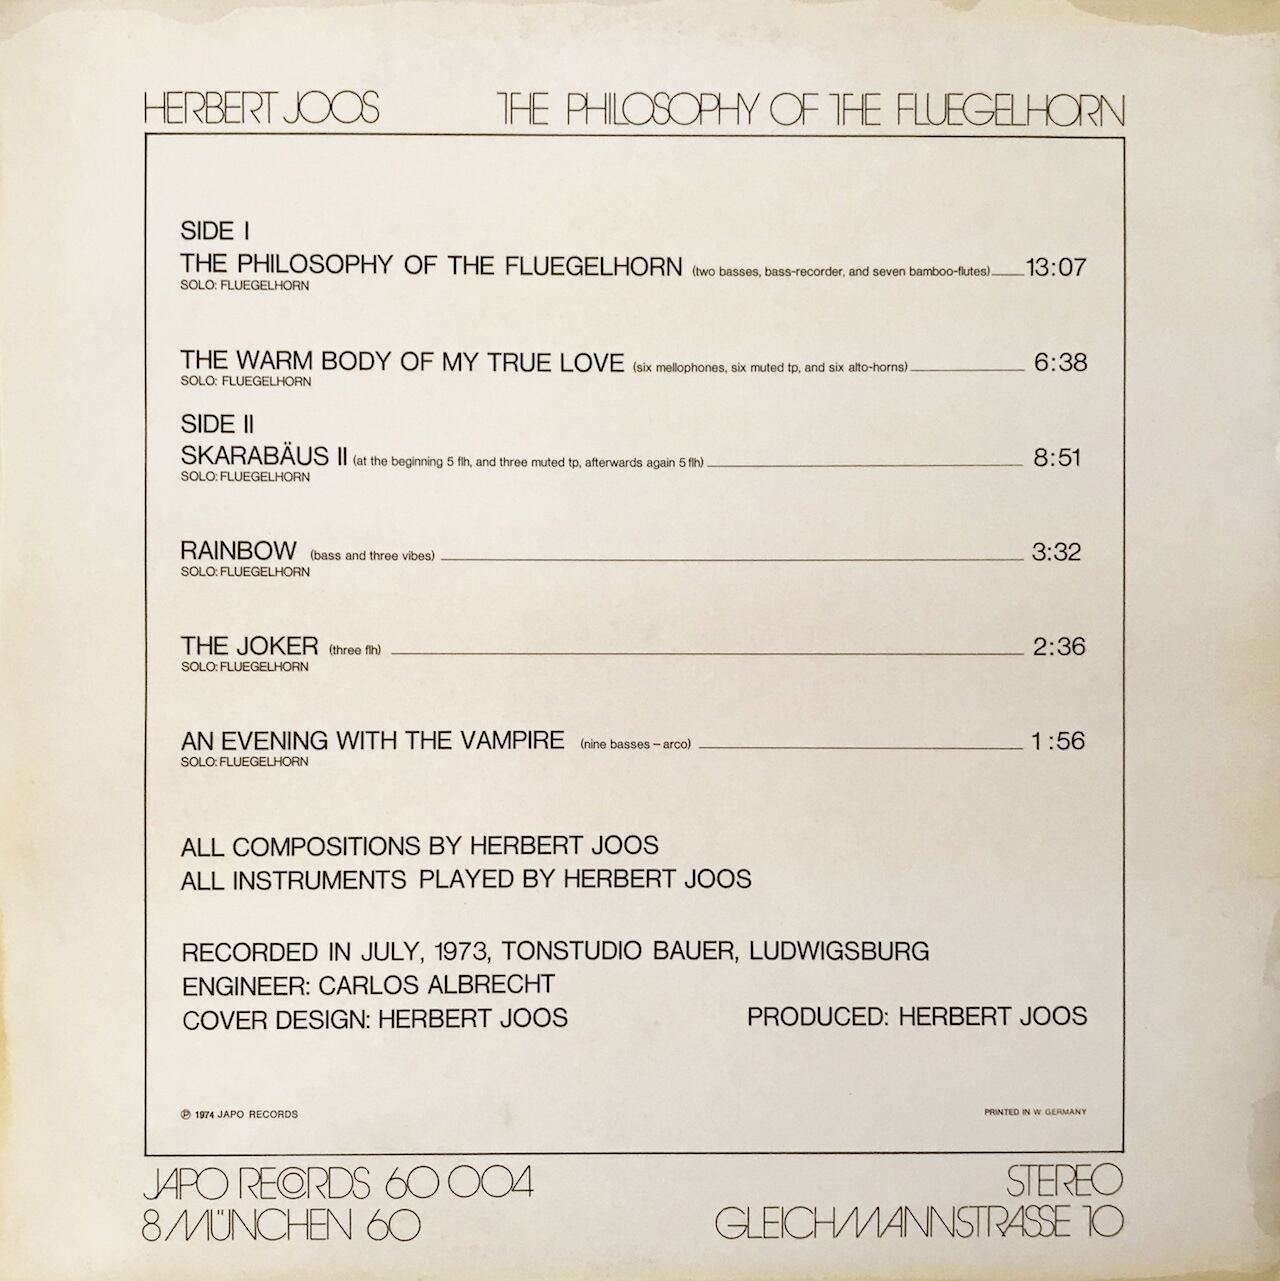 HERBERT JOOS THE PHILOSOPHY OF THE FLUEGELHORN
SIDE I
THE PHILOSOPHY OF THE FLUEGELHORN (two basses, bass-recorder, and seven bamboo-flutes) 13:07
SOLO: FLUEGELHORN
THE WARM BODY OF MY TRUE LOVE (six mellophones, six muted tp, and six alto-horns) 6:38
SOLO: FLUEGELHORN
SIDE II
SKARABÄUS II (at the beginning 5 flh, and three muted tp, afterwards again 5 flh) 8:51
SOLO: FLUEGELHORN
RAINBOW (bass and three vibes) 3:32
SOLO: FLUEGELHORN
THE JOKER (three flh) 2:36
SOLO: FLUEGELHORN
AN EVENING WITH THE VAMPIRE (nine basses – arco) 1:56
SOLO: FLUEGELHORN
ALL COMPOSITIONS BY HERBERT JOOS
ALL INSTRUMENTS PLAYED BY HERBERT JOOS
RECORDED IN JULY, 1973, TONSTUDIO BAUER, LUDWIGSBURG
ENGINEER: CARLOS ALBRECHT
COVER DESIGN: HERBERT JOOS PRODUCED: HERBERT JOOS
℗ 1974 JAPO RECORDS PRINTED IN W. GERMANY
JAPO RECORDS 60 004 STEREO
8 MÜNCHEN 60 GLEICHMANNSTRASSE 10